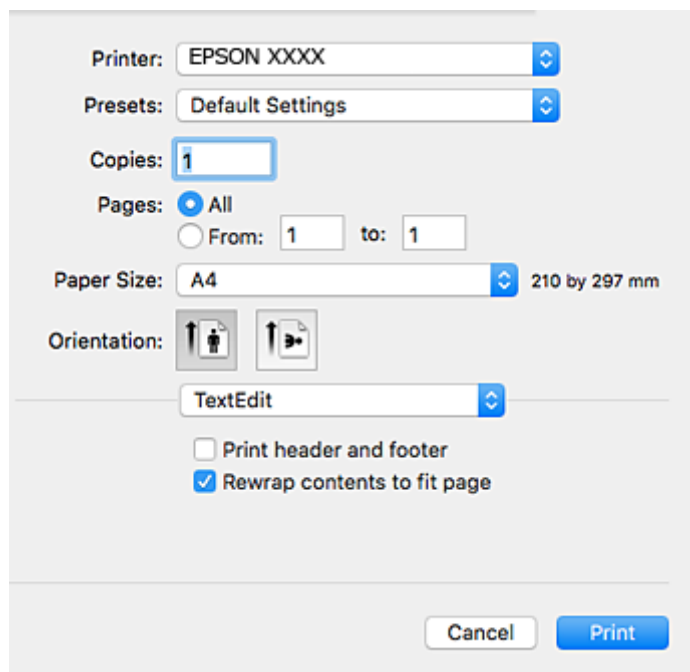 Printer: EPSON XXXX
Presets: Default Settings
Copies: 1
Pages: All
From: 1 to: 1
Paper Size: A4 210 by 297 mm
Orientation:
TextEdit
Print header and footer
Rewrap contents to fit page
Cancel Print